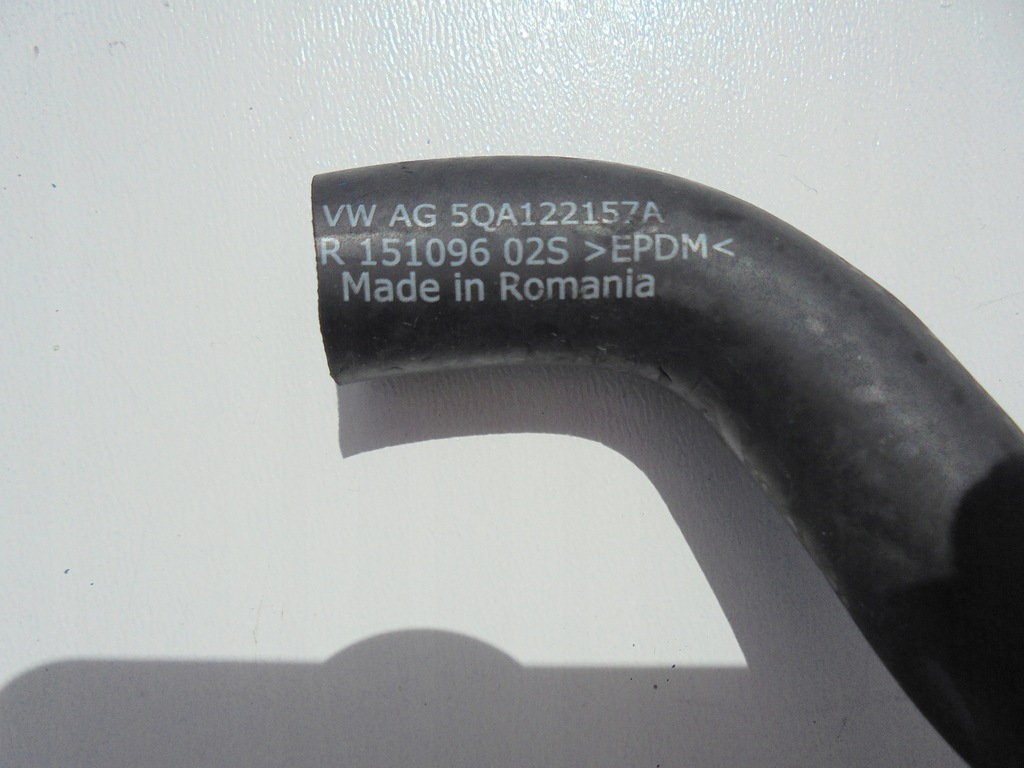 VW AG 5QA122157A
R 151096 02S >EPDM<
Made in Romania